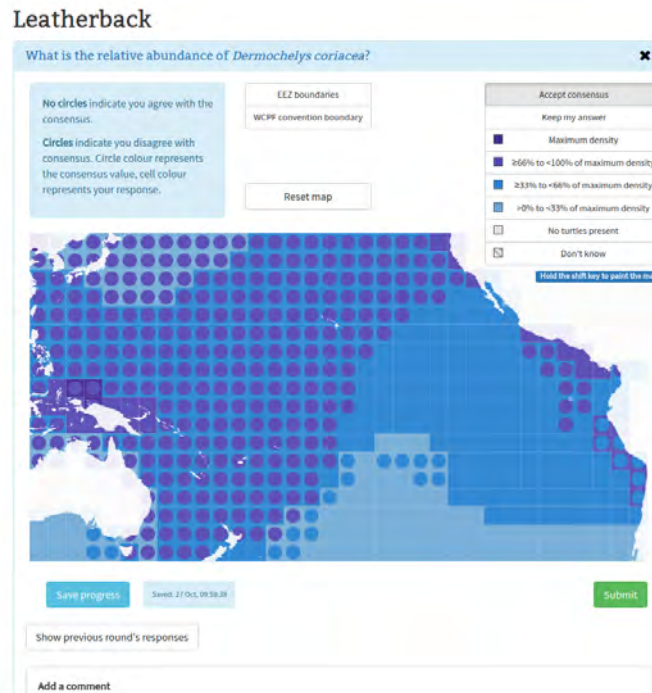 Leatherback
What is the relative abundance of Dermochelys coriacea?
No circles indicate you agree with the
consensus.
Circles indicate you disagree with
consensus. Circle colour represents
the consensus value, cell colour
represents your response.
EEZ boundaries
WCPF convention boundary
Reset map
Accept consensus
Keep my answer
Maximum density
≥66% to <100% of maximum density
≥33% to <66% of maximum density
>0% to <33% of maximum density
No turtles present
Don't know
Hold the shift key to paint the ma
Save progress
Saved: 27 Oct, 09:59:39
Submit
Show previous round's responses
Add a comment